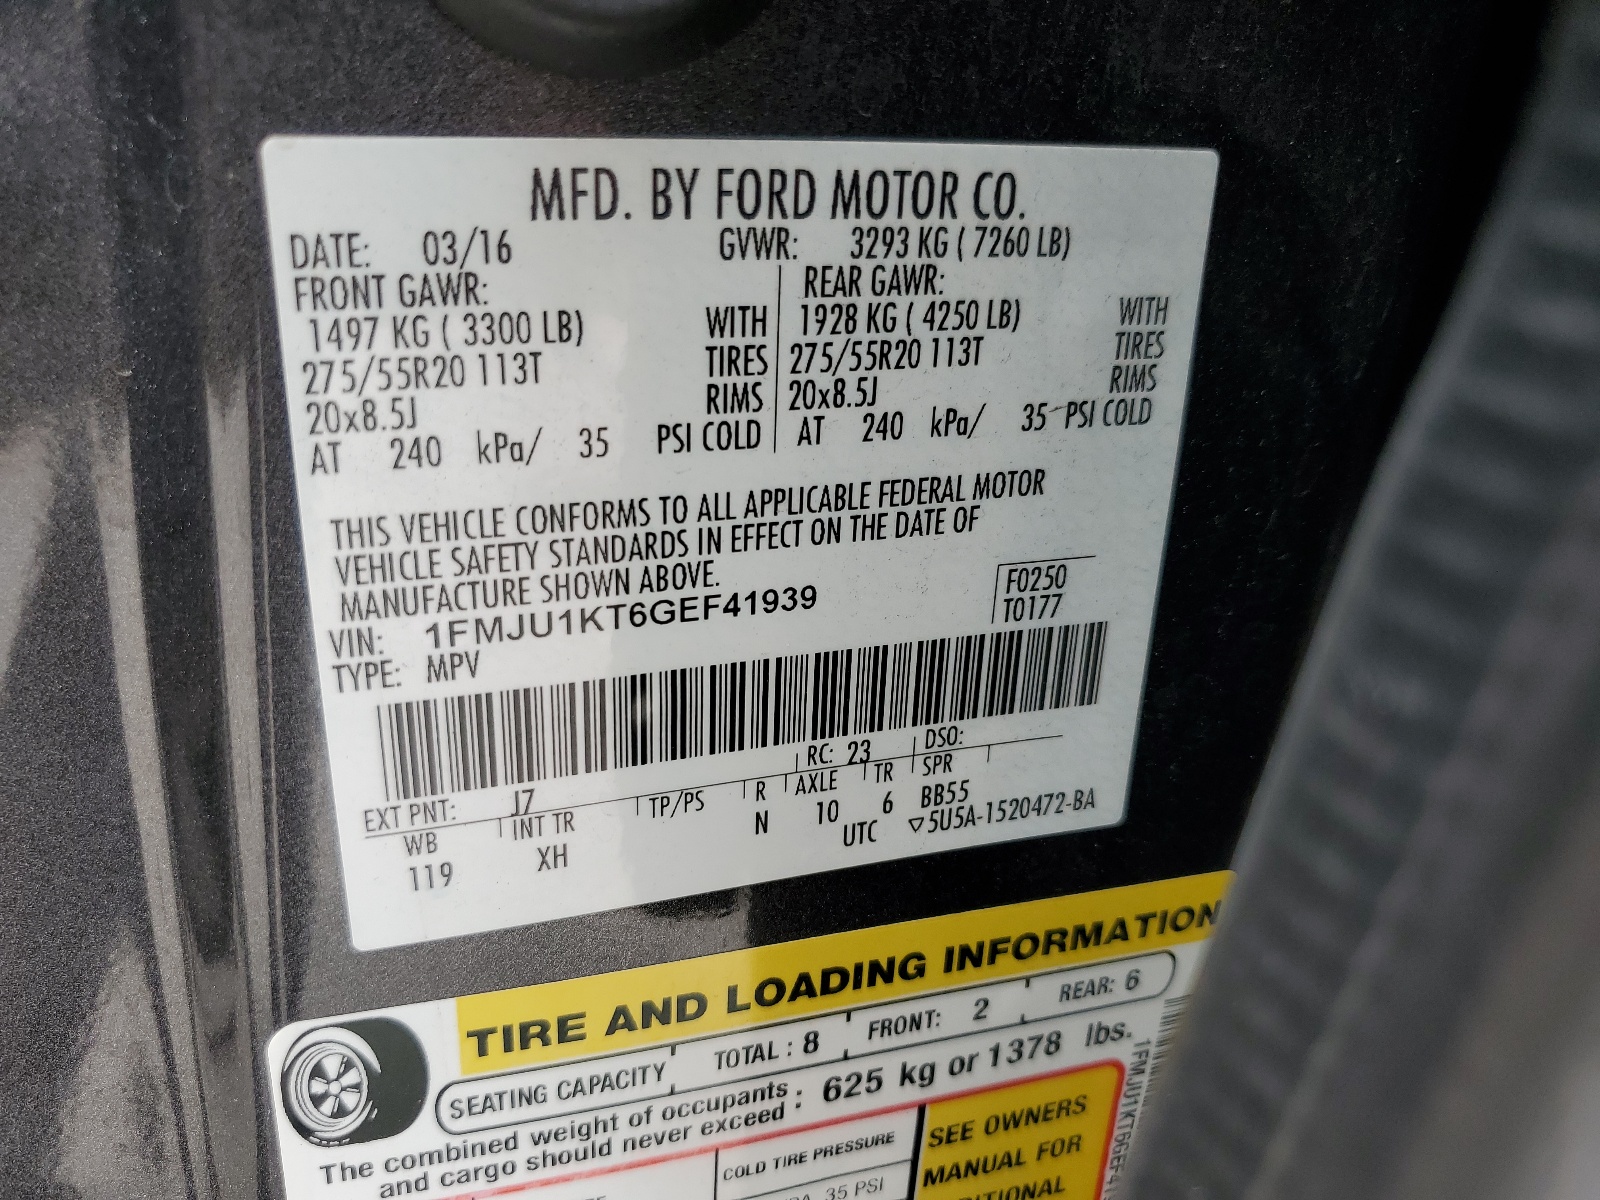 MFD. BY FORD MOTOR CO.
DATE: 03/16 GVWR: 3293 KG ( 7260 LB)
FRONT GAWR: REAR GAWR:
1497 KG ( 3300 LB) WITH 1928 KG ( 4250 LB) WITH
275/55R20 113T TIRES 275/55R20 113T TIRES
20x8.5J RIMS 20x8.5J RIMS
AT 240 kPa/ 35 PSI COLD AT 240 kPa/ 35 PSI COLD
THIS VEHICLE CONFORMS TO ALL APPLICABLE FEDERAL MOTOR
VEHICLE SAFETY STANDARDS IN EFFECT ON THE DATE OF
MANUFACTURE SHOWN ABOVE.
VIN: 1FMJU1KT6GEF41939
F0250
TYPE: MPV
T0177
EXT PNT: J7 RC: 23 DSO:
WB INT TR TP/PS R AXLE TR SPR
119 XH N 10 6 BB55
UTC ▽5U5A-1520472-BA
TIRE AND LOADING INFORMATION
SEATING CAPACITY TOTAL : 8 FRONT: 2 REAR: 6
The combined weight of occupants
and cargo should never exceed : 625 kg or 1378 lbs.
COLD TIRE PRESSURE
35 PSI
SEE OWNERS
MANUAL FOR
1FMJU1KT6GEF41